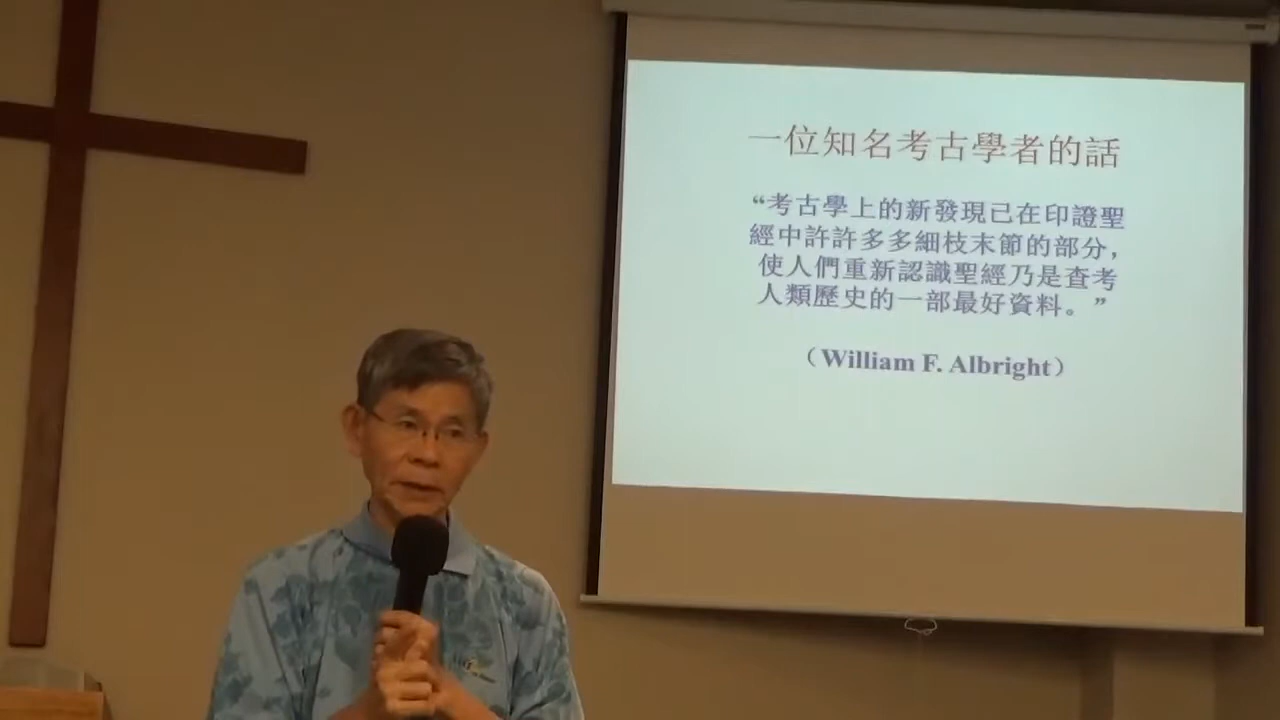 一位知名考古學者的話
“考古學上的新發現已在印證聖
經中許許多多細枝末節的部分，
使人們重新認識聖經乃是查考
人類歷史的一部最好資料。”
（William F. Albright）